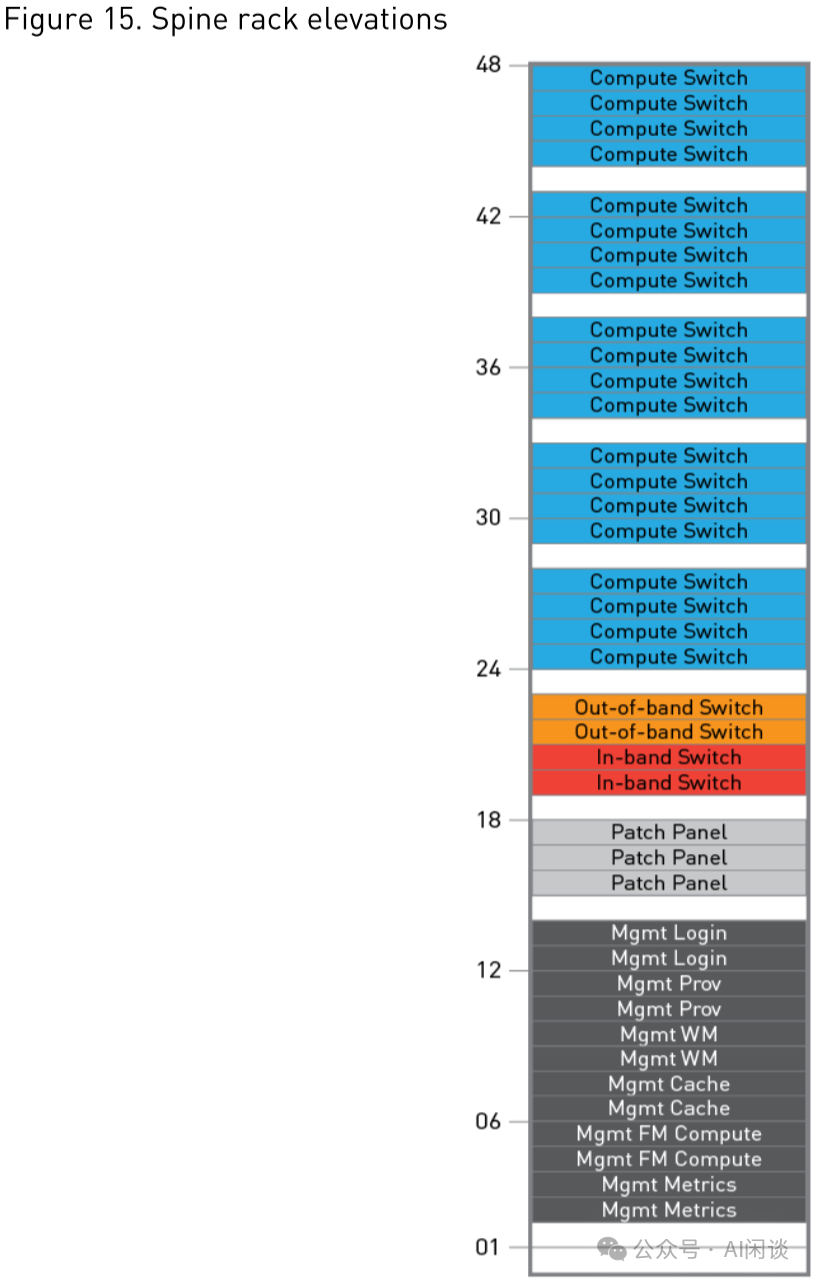 Figure 15. Spine rack elevations
48
Compute Switch
Compute Switch
Compute Switch
Compute Switch
42
Compute Switch
Compute Switch
Compute Switch
Compute Switch
36
Compute Switch
Compute Switch
Compute Switch
Compute Switch
30
Compute Switch
Compute Switch
Compute Switch
Compute Switch
24
Compute Switch
Compute Switch
Compute Switch
Compute Switch
Out-of-band Switch
Out-of-band Switch
In-band Switch
In-band Switch
18
Patch Panel
Patch Panel
Patch Panel
12
Mgmt Login
Mgmt Login
Mgmt Prov
Mgmt Prov
Mgmt WM
Mgmt WM
Mgmt Cache
Mgmt Cache
06
Mgmt FM Compute
Mgmt FM Compute
Mgmt Metrics
Mgmt Metrics
01
公众号 · AI闲谈